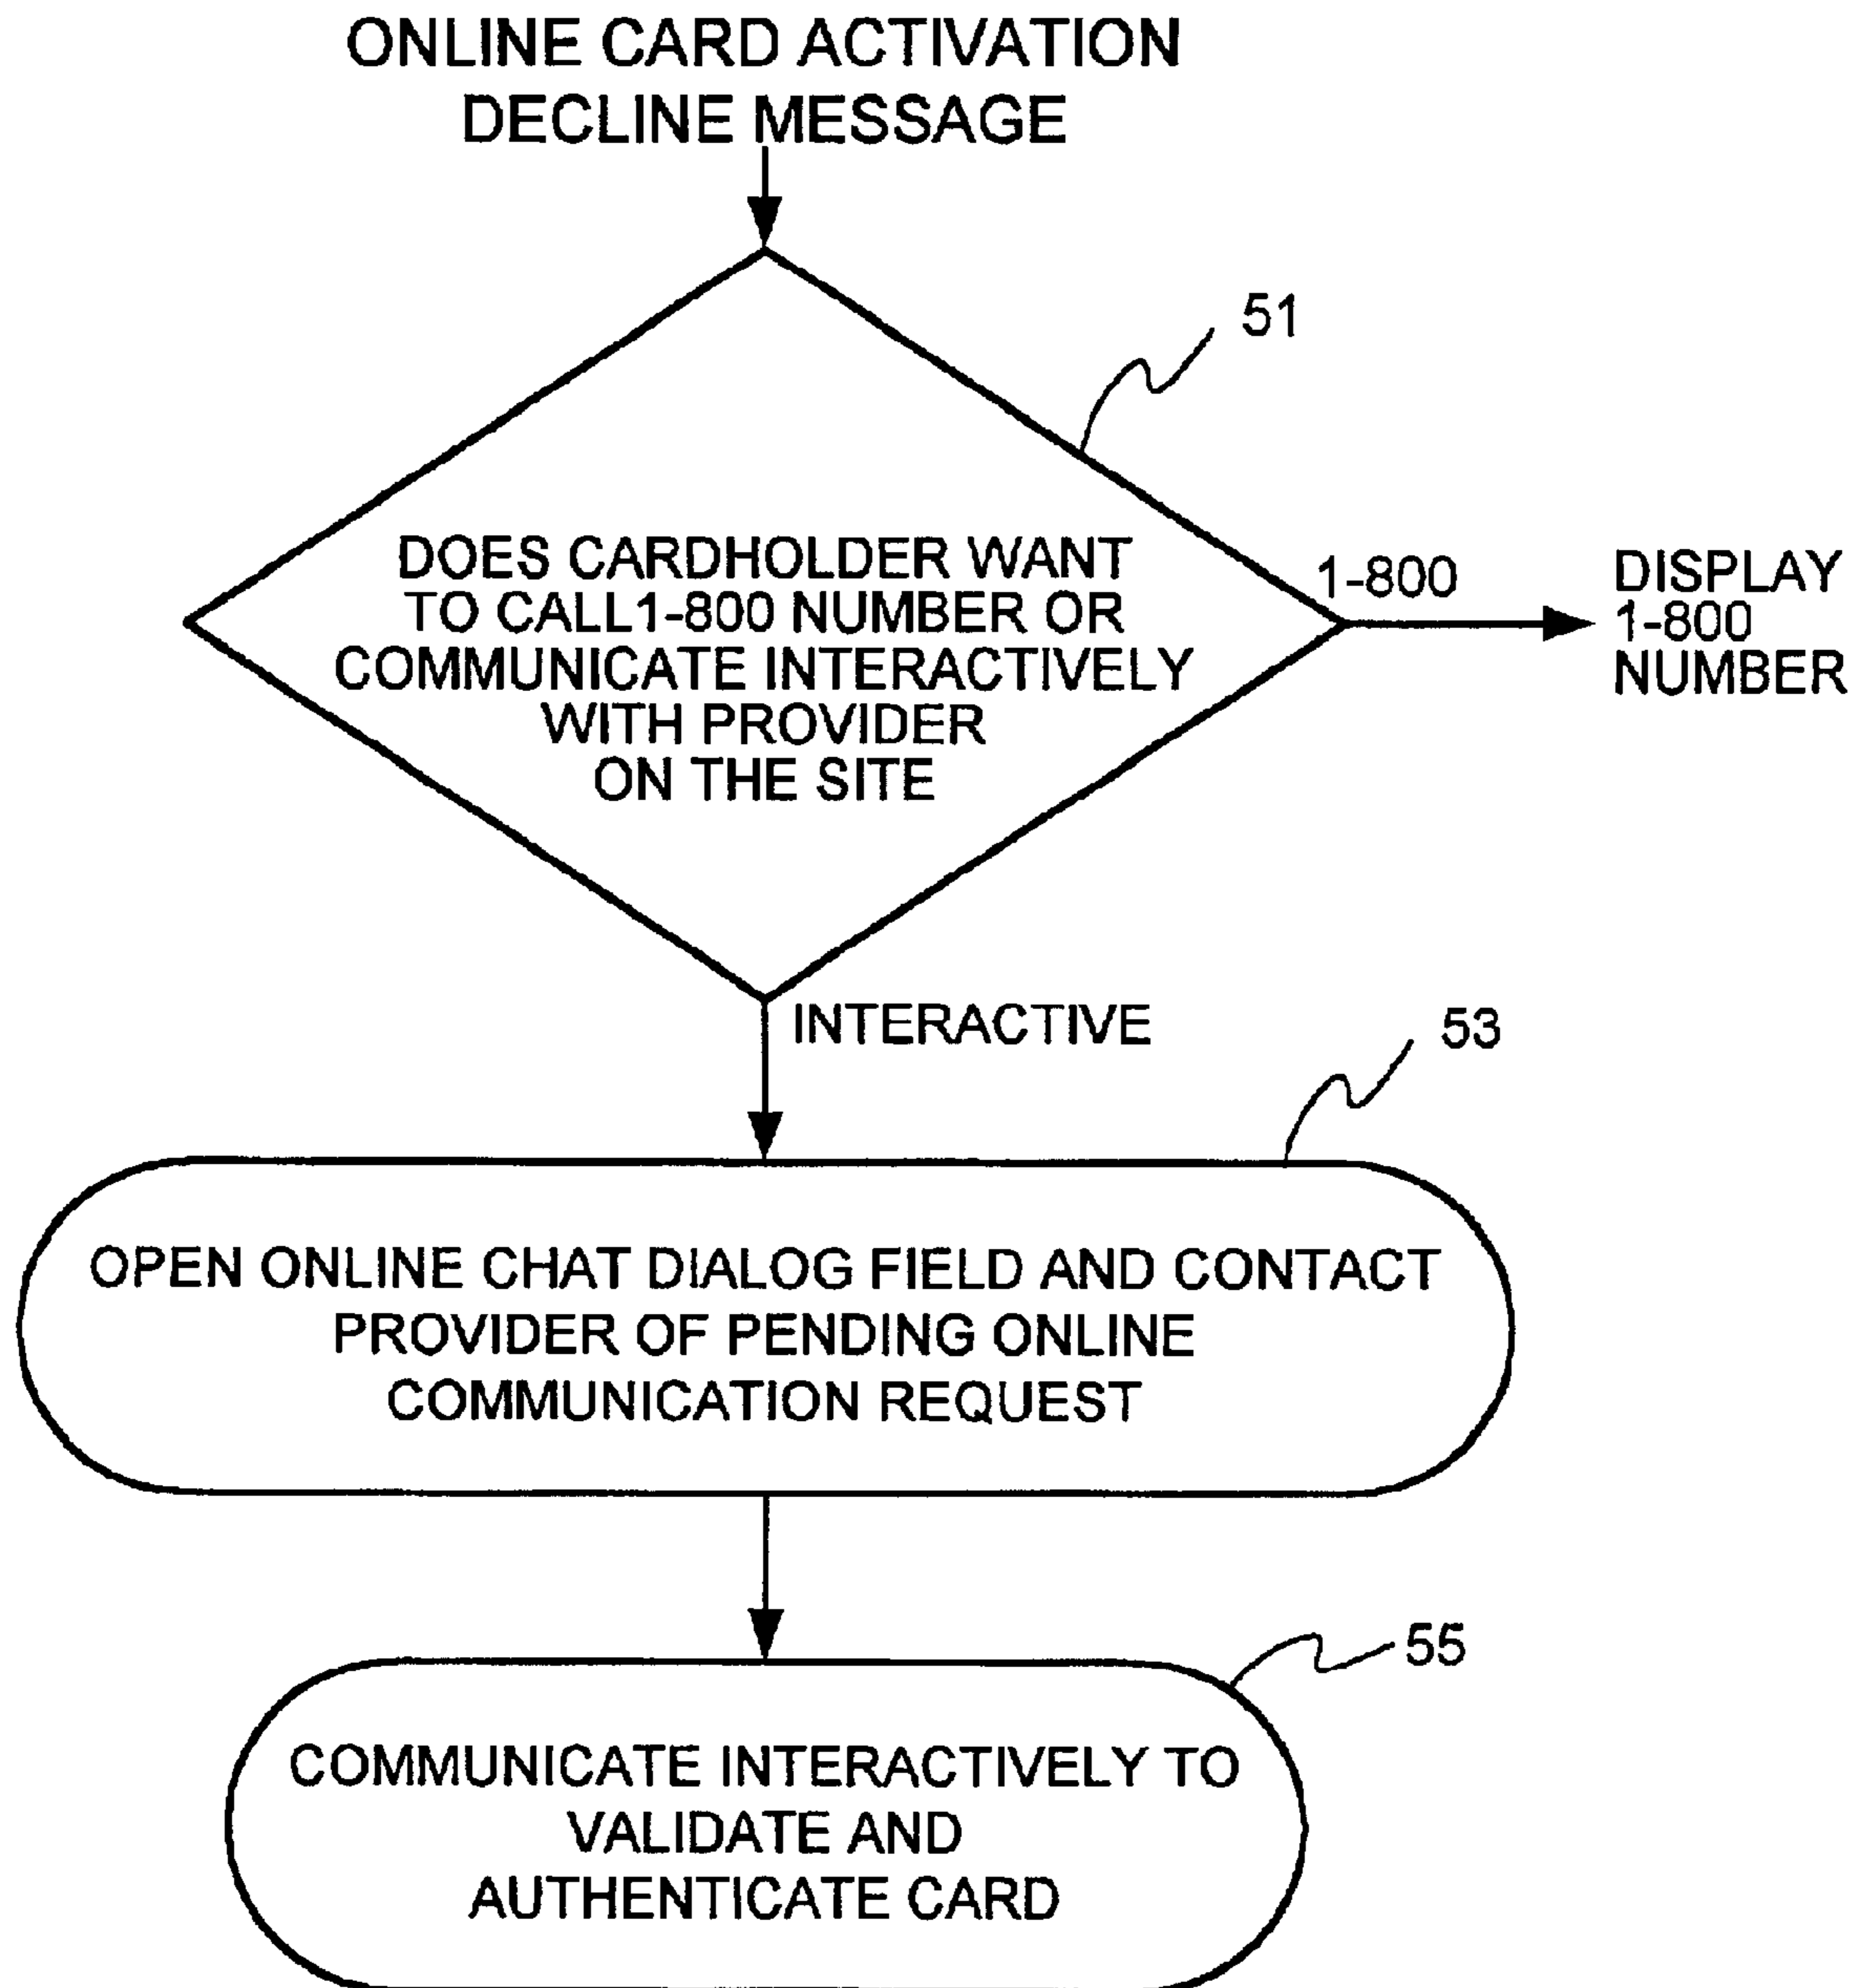 ONLINE CARD ACTIVATION
DECLINE MESSAGE
51
DOES CARDHOLDER WANT
TO CALL1-800 NUMBER OR
COMMUNICATE INTERACTIVELY
WITH PROVIDER
ON THE SITE
1-800
DISPLAY
1-800
NUMBER
INTERACTIVE
53
OPEN ONLINE CHAT DIALOG FIELD AND CONTACT
PROVIDER OF PENDING ONLINE
COMMUNICATION REQUEST
55
COMMUNICATE INTERACTIVELY TO
VALIDATE AND
AUTHENTICATE CARD